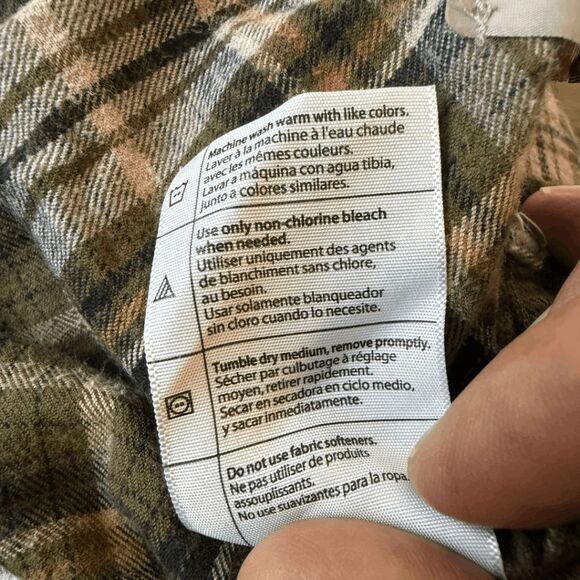 Machine wash warm with like colors.
Laver à la machine à l'eau chaude
avec les mêmes couleurs.
Lavar a máquina con agua tibia,
junto a colores similares.
Use only non-chlorine bleach
when needed.
Utiliser uniquement des agents
de blanchiment sans chlore,
au besoin.
Usar solamente blanqueador
sin cloro cuando lo necesite.
Tumble dry medium, remove promptly.
Sécher par culbutage à réglage
moyen, retirer rapidement.
Secar en secadora en ciclo medio,
y sacar inmediatamente.
Do not use fabric softeners.
Ne pas utiliser de produits
assouplissants.
No use suavizantes para la ropa.